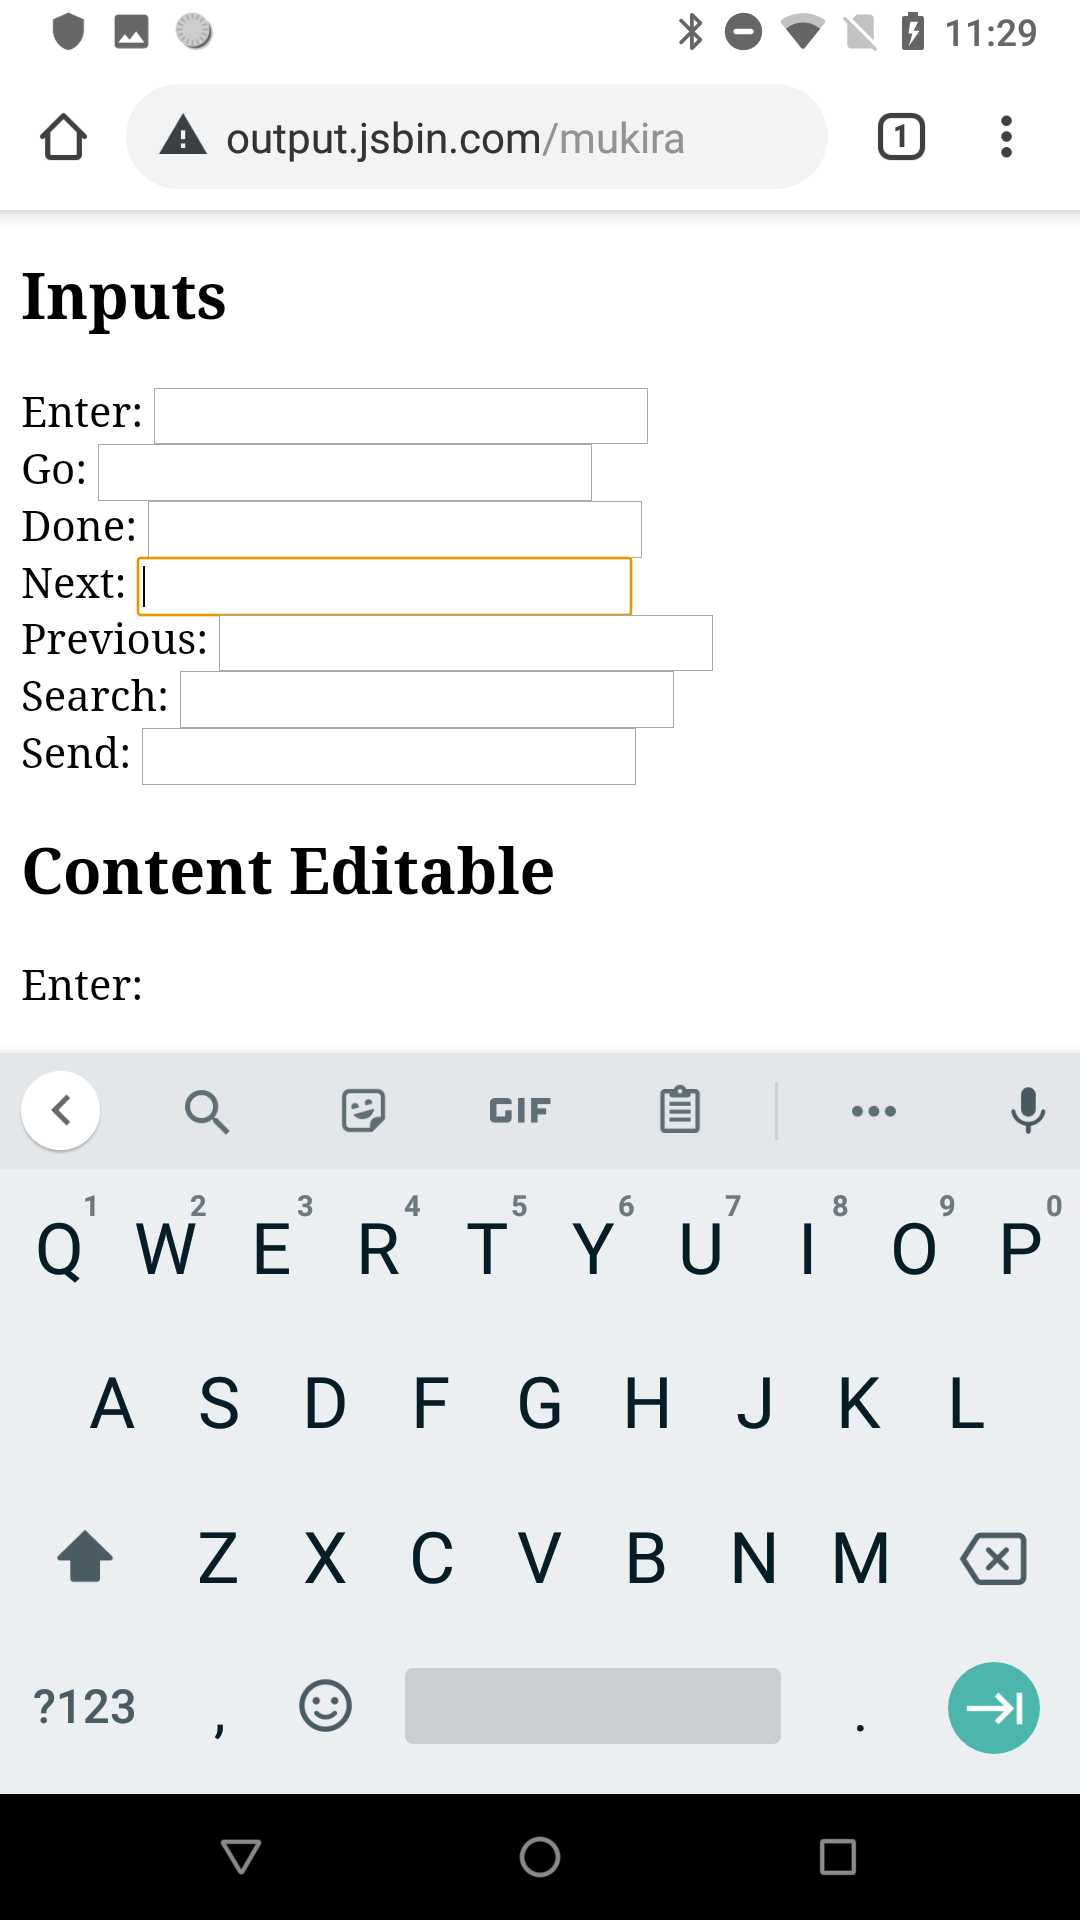 11:29
output.jsbin.com/mukira
1
Inputs
Enter:
Go:
Done:
Next:
Previous:
Search:
Send:
Content Editable
Enter:
GIF
1 2 3 4 5 6 7 8 9 0
Q W E R T Y U I O P
A S D F G H J K L
Z X C V B N M
?123 , .